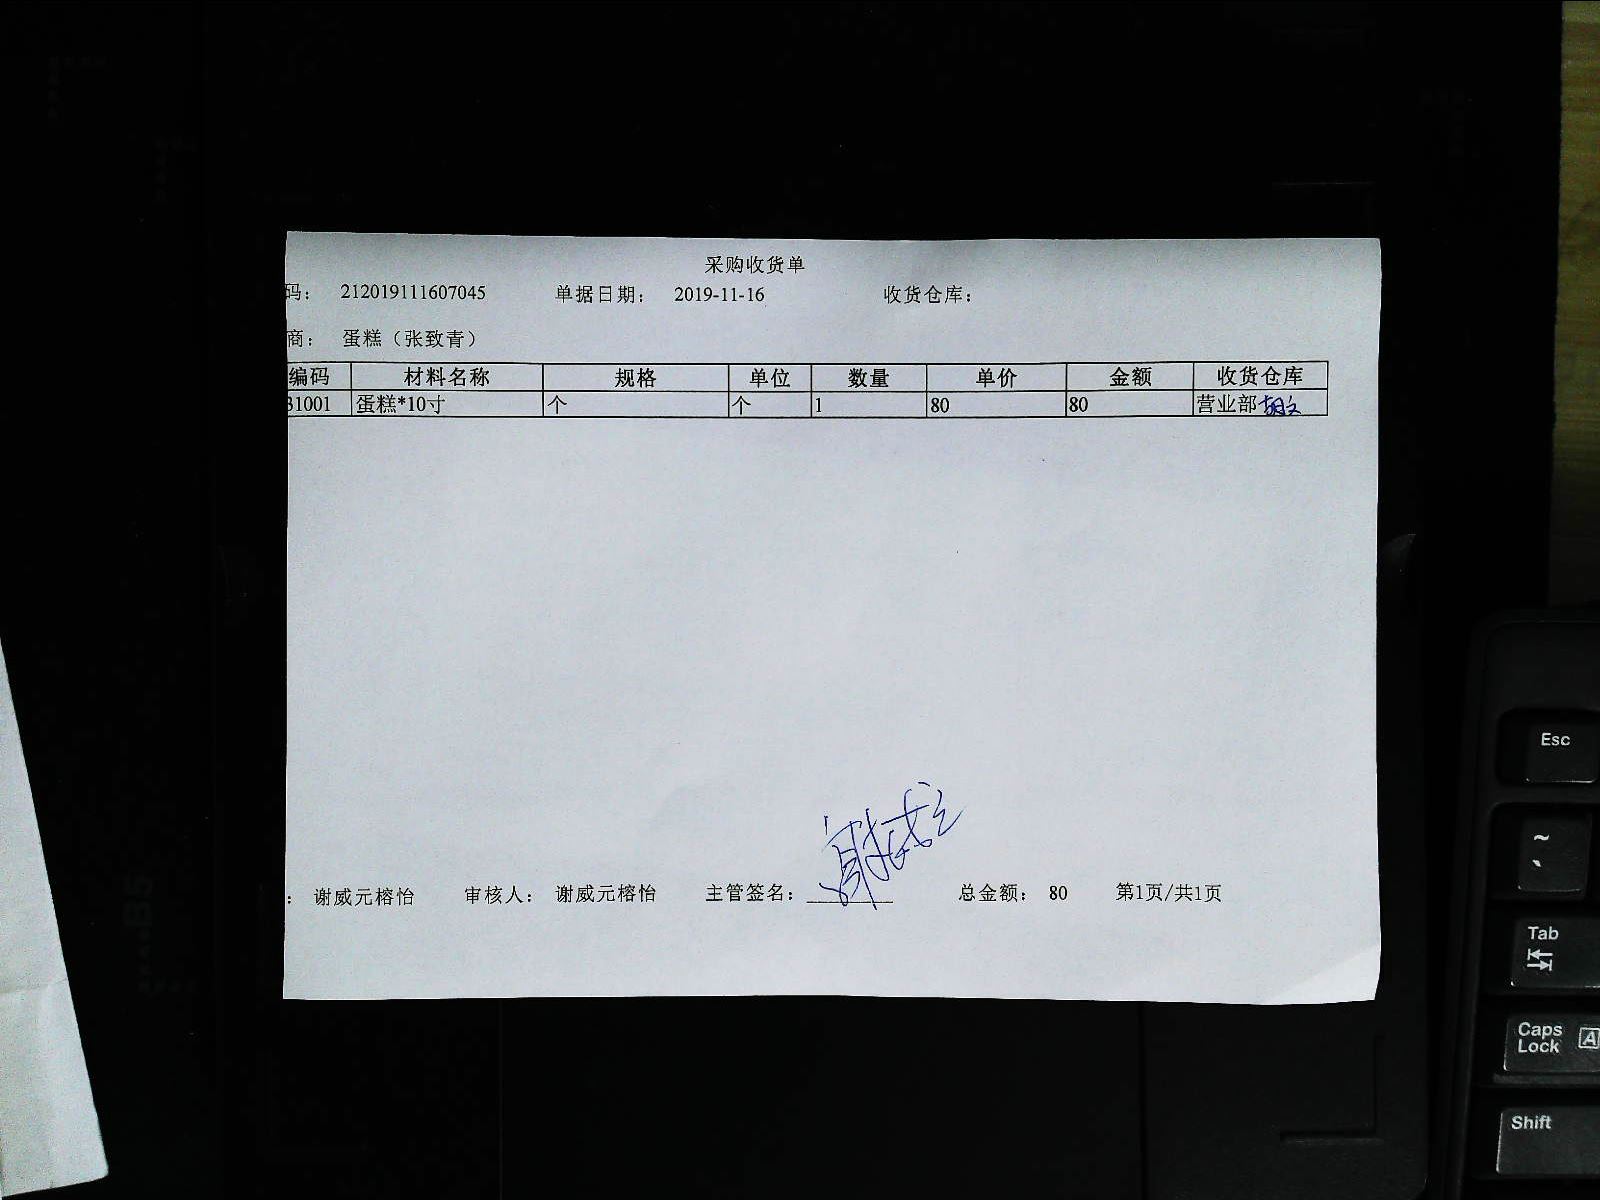 采购收货单
码： 212019111607045 单据日期： 2019-11-16 收货仓库：
商： 蛋糕（张致青）
编码 材料名称 规格 单位 数量 单价 金额 收货仓库
31001 蛋糕*10寸 个 个 1 80 80 营业部
： 谢威元榕怡 审核人： 谢威元榕怡 主管签名： 总金额： 80 第1页/共1页
Esc
~
Tab
Caps Lock A
Shift